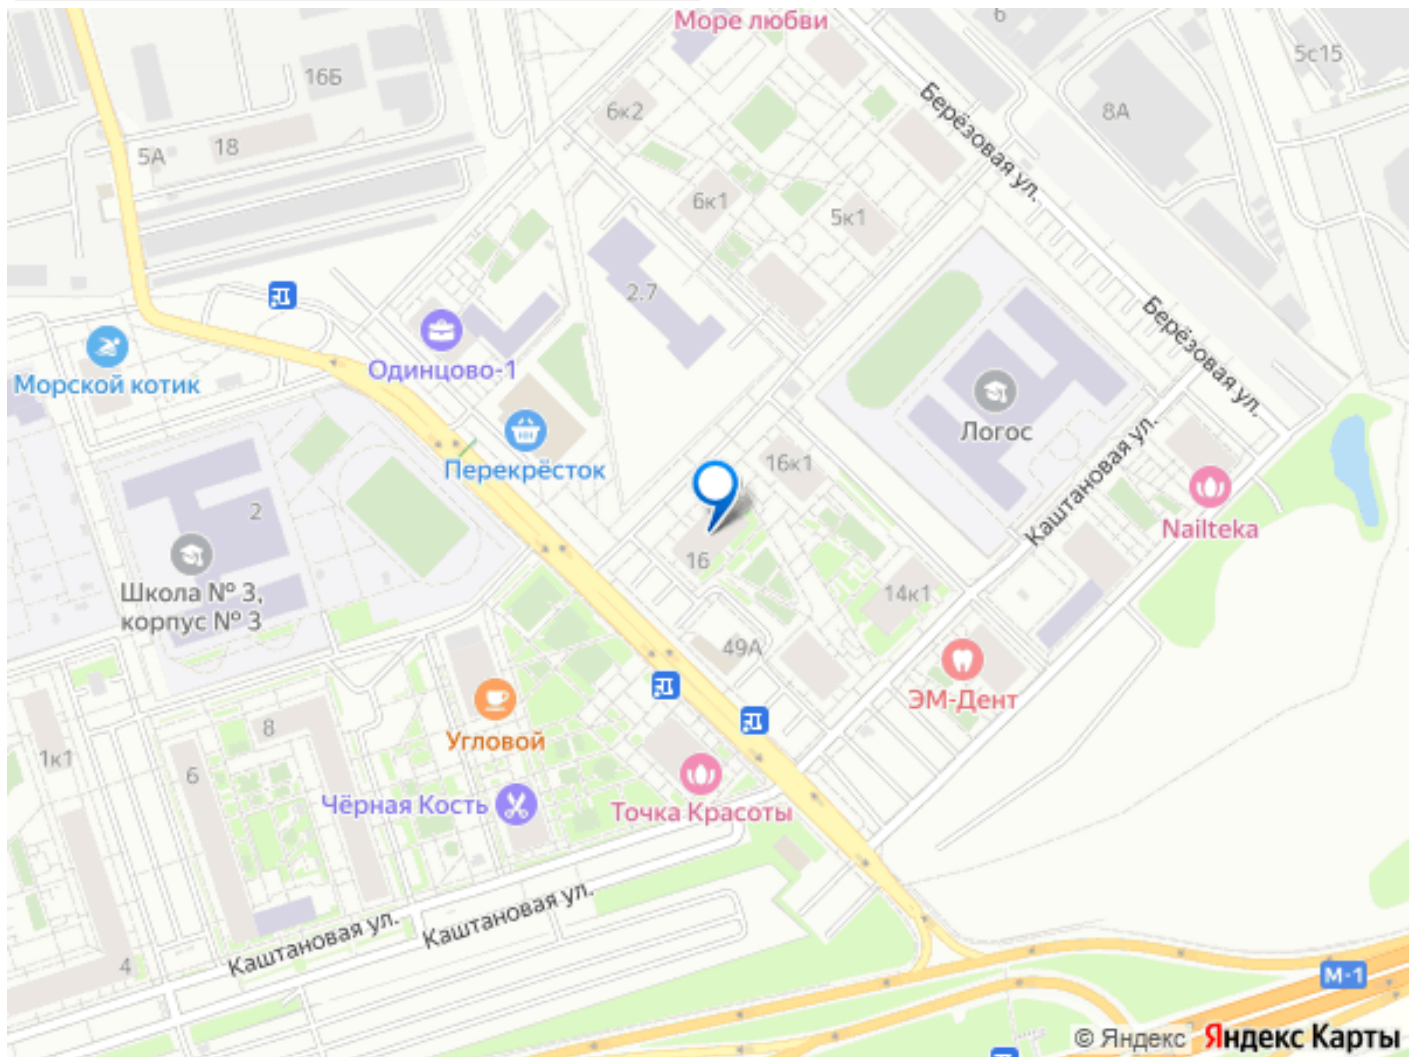 Море любви
6
5с15
16Б
6к2
8А
Берёзовая ул.
18
5А
6к1
5к1
2.7
Берёзовая ул.
Одинцово-1
Морской котик
Логос
Перекрёсток
16к1
Каштановая ул.
2
Nailteka
16
Школа № 3,
корпус № 3
14к1
49А
ЭМ-Дент
8
Угловой
1к1
6
Чёрная Кость
Точка Красоты
Каштановая ул.
Каштановая ул.
4
М-1
© Яндекс Яндекс Карты